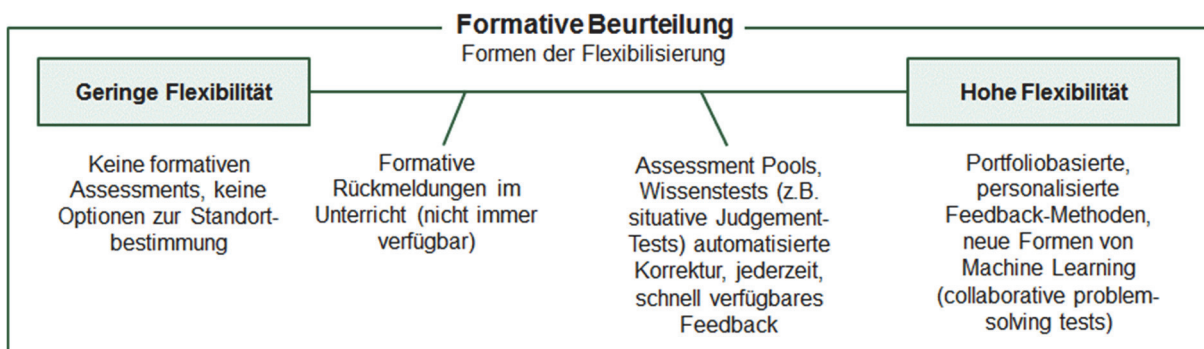 Formative Beurteilung
Formen der Flexibilisierung
Geringe Flexibilität
Hohe Flexibilität
Keine formativen
Assessments, keine
Optionen zur Standort-
bestimmung
Formative
Rückmeldungen im
Unterricht (nicht immer
verfügbar)
Assessment Pools,
Wissenstests (z.B.
situative Judgement-
Tests) automatisierte
Korrektur, jederzeit,
schnell verfügbares
Feedback
Portfoliobasierte,
personalisierte
Feedback-Methoden,
neue Formen von
Machine Learning
(collaborative problem-
solving tests)